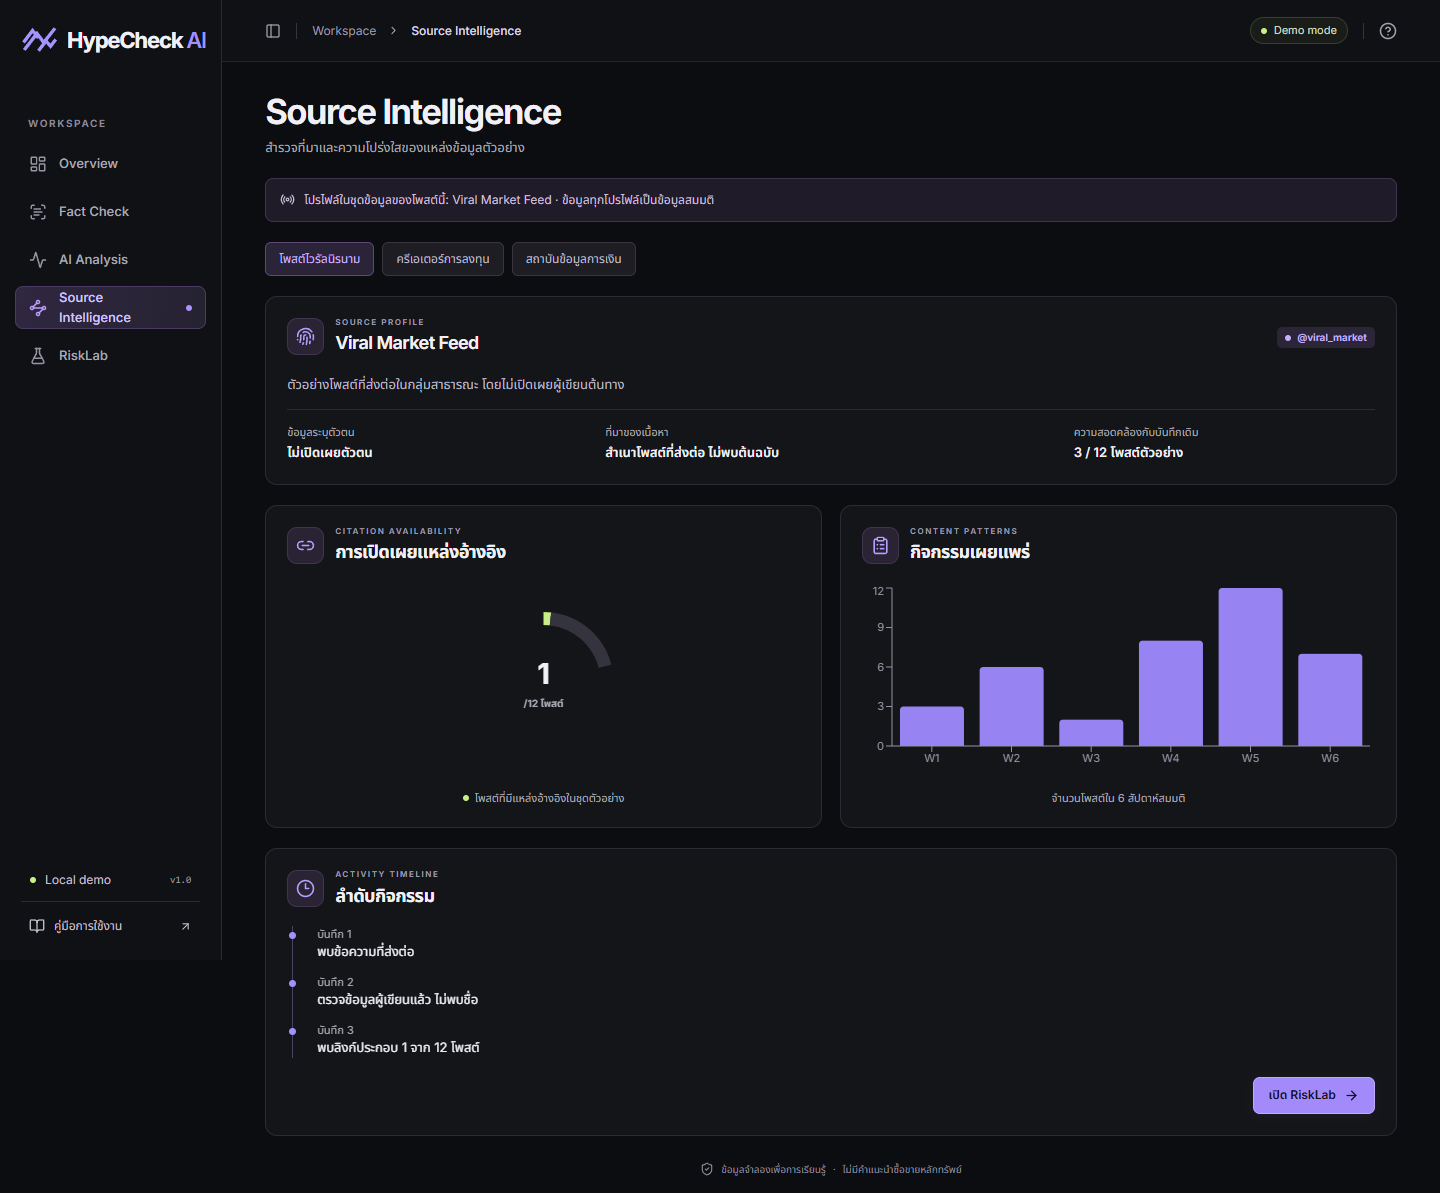 HypeCheck AI
WORKSPACE
Overview
Fact Check
AI Analysis
Source
Intelligence
RiskLab
Local demo
v1.0
คู่มือการใช้งาน
Workspace
Source Intelligence
Demo mode
Source Intelligence
สำรวจที่มาและความโปร่งใสของแหล่งข้อมูลตัวอย่าง
โปรไฟล์ในชุดข้อมูลของโพสต์นี้: Viral Market Feed · ข้อมูลทุกโปรไฟล์เป็นข้อมูลสมมติ
โพสต์ไวรัลนิรนาม
ครีเอเตอร์การลงทุน
สถาบันข้อมูลการเงิน
SOURCE PROFILE
Viral Market Feed
@viral_market
ตัวอย่างโพสต์ที่ส่งต่อในกลุ่มสาธารณะ โดยไม่เปิดเผยผู้เขียนต้นทาง
ข้อมูลระบุตัวตน
ไม่เปิดเผยตัวตน
ที่มาของเนื้อหา
สำเนาโพสต์ที่ส่งต่อ ไม่พบต้นฉบับ
ความสอดคล้องกับบันทึกเดิม
3 / 12 โพสต์ตัวอย่าง
CITATION AVAILABILITY
การเปิดเผยแหล่งอ้างอิง
1
/12 โพสต์
โพสต์ที่มีแหล่งอ้างอิงในชุดตัวอย่าง
CONTENT PATTERNS
กิจกรรมเผยแพร่
12
9
6
3
0
W1 W2 W3 W4 W5 W6
จำนวนโพสต์ใน 6 สัปดาห์สมมติ
ACTIVITY TIMELINE
ลำดับกิจกรรม
บันทึก 1
พบข้อความที่ส่งต่อ
บันทึก 2
ตรวจข้อมูลผู้เขียนแล้ว ไม่พบชื่อ
บันทึก 3
พบลิงก์ประกอบ 1 จาก 12 โพสต์
เปิด RiskLab
ข้อมูลจำลองเพื่อการเรียนรู้ · ไม่มีคำแนะนำซื้อขายหลักทรัพย์